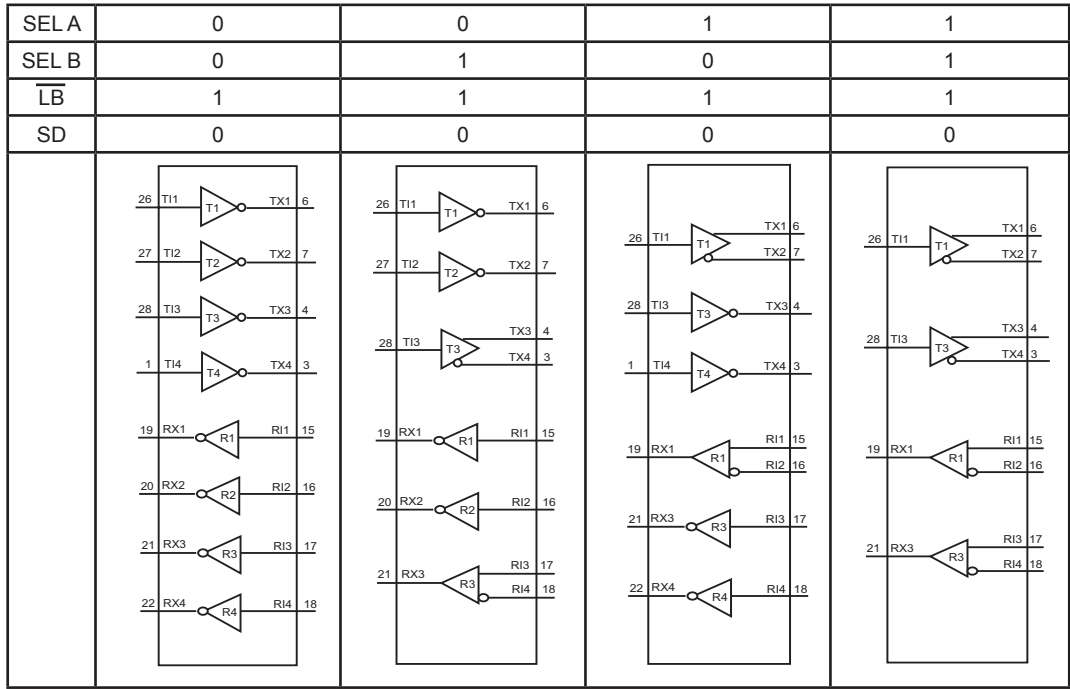 SEL A 0 0 1 1
SEL B 0 1 0 1
LB 1 1 1 1
SD 0 0 0 0
26 TI1 T1 TX1 6
27 TI2 T2 TX2 7
28 TI3 T3 TX3 4
1 TI4 T4 TX4 3
19 RX1 R1 RI1 15
20 RX2 R2 RI2 16
21 RX3 R3 RI3 17
22 RX4 R4 RI4 18
26 TI1 T1 TX1 6
27 TI2 T2 TX2 7
28 TI3 T3 TX3 4
TX4 3
19 RX1 R1 RI1 15
20 RX2 R2 RI2 16
21 RX3 R3 RI3 17
RI4 18
26 TI1 T1 TX1 6
TX2 7
28 TI3 T3 TX3 4
1 TI4 T4 TX4 3
19 RX1 R1 RI1 15
RI2 16
21 RX3 R3 RI3 17
22 RX4 R4 RI4 18
26 TI1 T1 TX1 6
TX2 7
28 TI3 T3 TX3 4
TX4 3
19 RX1 R1 RI1 15
RI2 16
21 RX3 R3 RI3 17
RI4 18